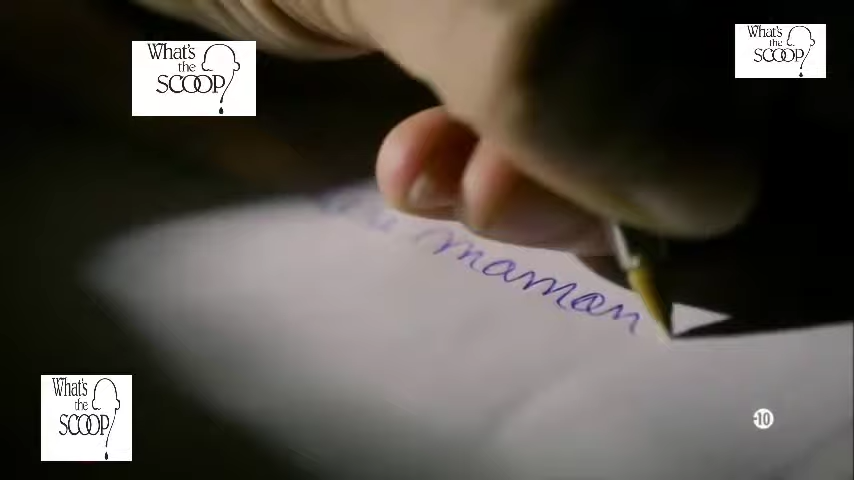 What's
the
SCOOP
What's
the
SCOOP
maman
What's
the
SCOOP
-10